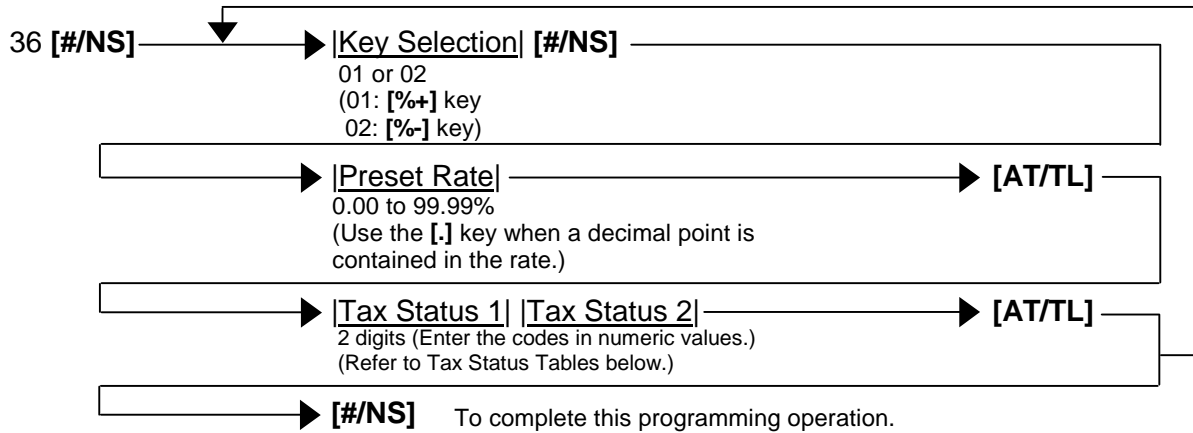 36 [#/NS] |Key Selection| [#/NS]
01 or 02
(01: [%+] key
02: [%-] key)
|Preset Rate| [AT/TL]
0.00 to 99.99%
(Use the [.] key when a decimal point is
contained in the rate.)
|Tax Status 1| |Tax Status 2| [AT/TL]
2 digits (Enter the codes in numeric values.)
(Refer to Tax Status Tables below.)
[#/NS] To complete this programming operation.